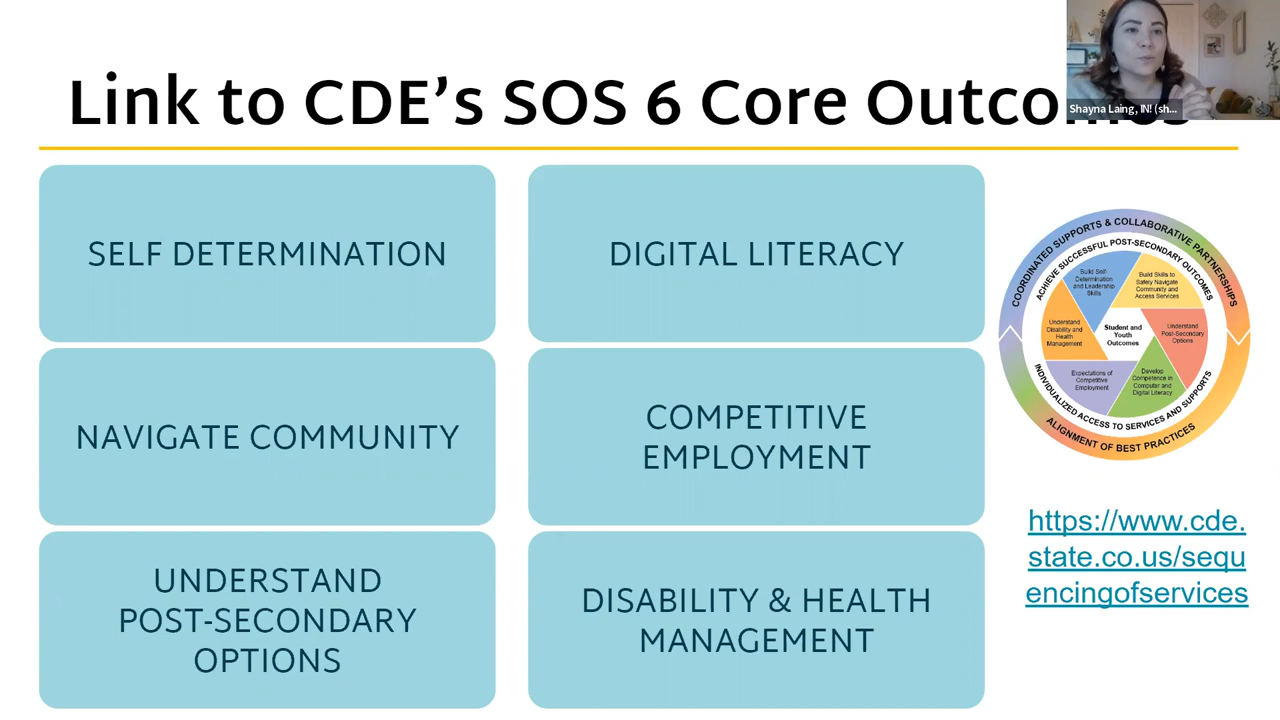 Link to CDE's SOS 6 Core Outcomes
Shayna Laing, IN! (sh...
SELF DETERMINATION
DIGITAL LITERACY
NAVIGATE COMMUNITY
COMPETITIVE
EMPLOYMENT
UNDERSTAND
POST-SECONDARY
OPTIONS
DISABILITY & HEALTH
MANAGEMENT
COORDINATED SUPPORTS & COLLABORATIVE PARTNERSHIPS
ACHIEVE SUCCESSFUL POST-SECONDARY OUTCOMES
Build Self-
Determination
and Leadership
Skills
Build Skills to
Safely Navigate
Community and
Access Services
Understand
Disability and
Health
Management
Student and
Youth
Outcomes
Understand
Post-Secondary
Options
Expectations of
Competitive
Employment
Develop
Competence in
Computer and
Digital Literacy
INDIVIDUALIZED ACCESS TO SERVICES AND SUPPORTS
ALIGNMENT OF BEST PRACTICES
https://www.cde.
state.co.us/sequ
encingofservices